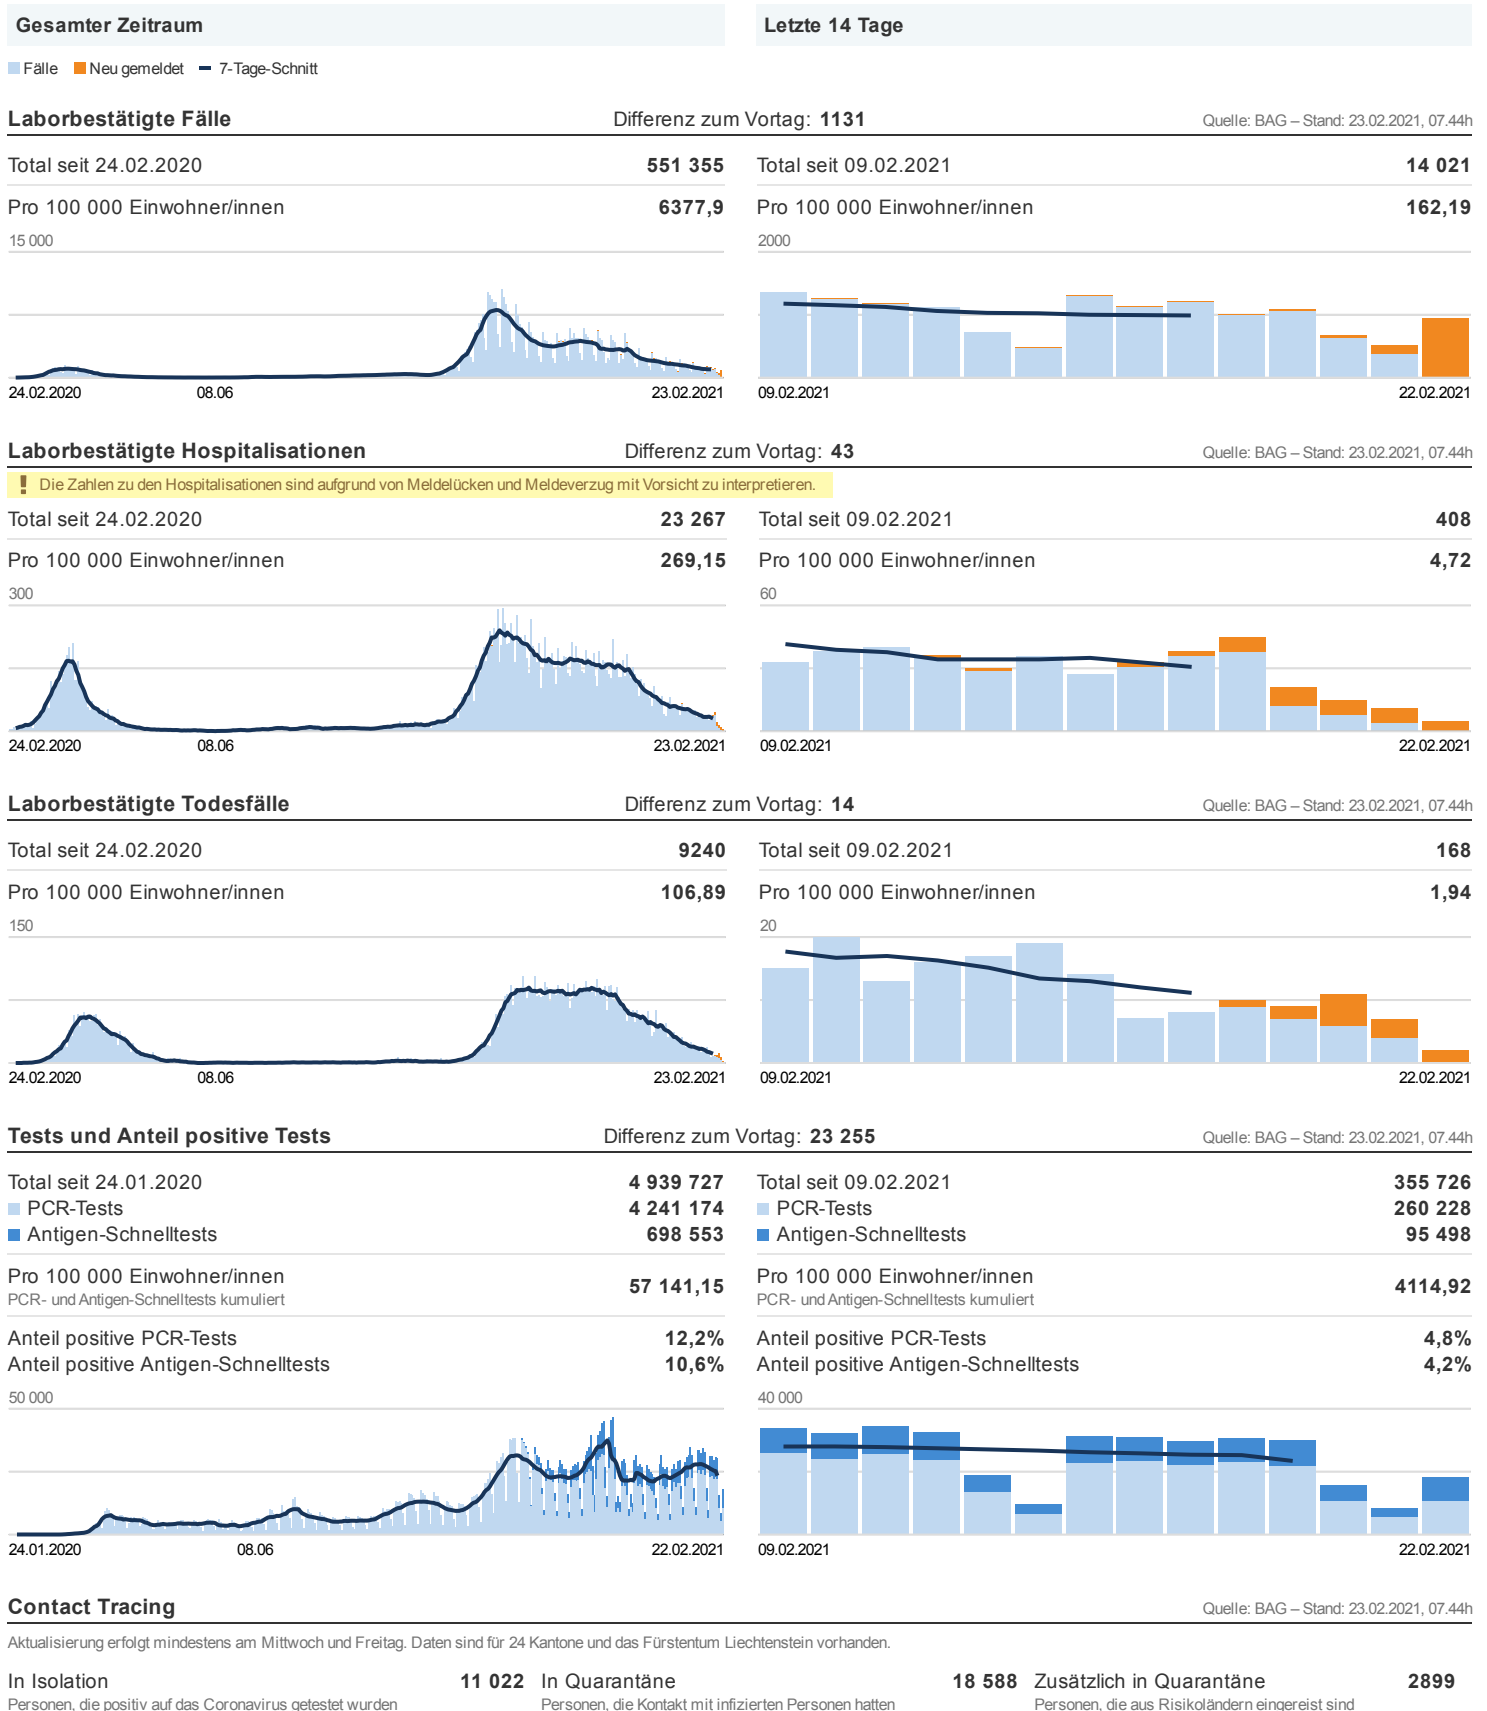 Gesamter Zeitraum
Letzte 14 Tage
Fälle Neu gemeldet 7-Tage-Schnitt
Laborbestätigte Fälle Differenz zum Vortag: 1131 Quelle: BAG – Stand: 23.02.2021, 07.44h
Total seit 24.02.2020 551 355
Pro 100 000 Einwohner/innen 6377,9
15 000
24.02.2020 08.06 23.02.2021
Total seit 09.02.2021 14 021
Pro 100 000 Einwohner/innen 162,19
2000
09.02.2021 22.02.2021
Laborbestätigte Hospitalisationen Differenz zum Vortag: 43 Quelle: BAG – Stand: 23.02.2021, 07.44h
! Die Zahlen zu den Hospitalisationen sind aufgrund von Meldelücken und Meldeverzug mit Vorsicht zu interpretieren.
Total seit 24.02.2020 23 267
Pro 100 000 Einwohner/innen 269,15
300
24.02.2020 08.06 23.02.2021
Total seit 09.02.2021 408
Pro 100 000 Einwohner/innen 4,72
60
09.02.2021 22.02.2021
Laborbestätigte Todesfälle Differenz zum Vortag: 14 Quelle: BAG – Stand: 23.02.2021, 07.44h
Total seit 24.02.2020 9240
Pro 100 000 Einwohner/innen 106,89
150
24.02.2020 08.06 23.02.2021
Total seit 09.02.2021 168
Pro 100 000 Einwohner/innen 1,94
20
09.02.2021 22.02.2021
Tests und Anteil positive Tests Differenz zum Vortag: 23 255 Quelle: BAG – Stand: 23.02.2021, 07.44h
Total seit 24.01.2020 4 939 727
PCR-Tests 4 241 174
Antigen-Schnelltests 698 553
Pro 100 000 Einwohner/innen 57 141,15
PCR- und Antigen-Schnelltests kumuliert
Anteil positive PCR-Tests 12,2%
Anteil positive Antigen-Schnelltests 10,6%
50 000
24.01.2020 08.06 22.02.2021
Total seit 09.02.2021 355 726
PCR-Tests 260 228
Antigen-Schnelltests 95 498
Pro 100 000 Einwohner/innen 4114,92
PCR- und Antigen-Schnelltests kumuliert
Anteil positive PCR-Tests 4,8%
Anteil positive Antigen-Schnelltests 4,2%
40 000
09.02.2021 22.02.2021
Contact Tracing Quelle: BAG – Stand: 23.02.2021, 07.44h
Aktualisierung erfolgt mindestens am Mittwoch und Freitag. Daten sind für 24 Kantone und das Fürstentum Liechtenstein vorhanden.
In Isolation 11 022
Personen, die positiv auf das Coronavirus getestet wurden
In Quarantäne 18 588
Personen, die Kontakt mit infizierten Personen hatten
Zusätzlich in Quarantäne 2899
Personen, die aus Risikoländern eingereist sind